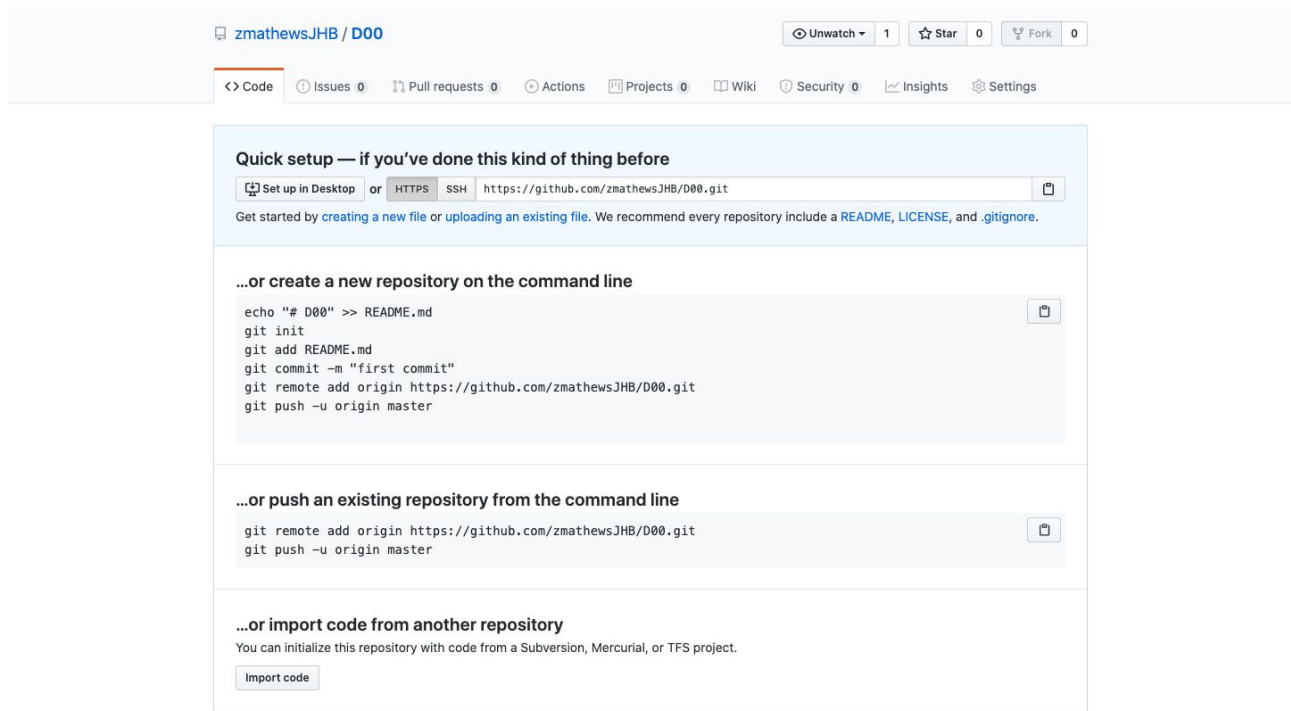 zmathewsJHB / D00
Unwatch 1 Star 0 Fork 0
<> Code Issues 0 Pull requests 0 Actions Projects 0 Wiki Security 0 Insights Settings
Quick setup — if you’ve done this kind of thing before
Set up in Desktop or HTTPS SSH https://github.com/zmathewsJHB/D00.git
Get started by creating a new file or uploading an existing file. We recommend every repository include a README, LICENSE, and .gitignore.
…or create a new repository on the command line
echo "# D00" >> README.md
git init
git add README.md
git commit -m "first commit"
git remote add origin https://github.com/zmathewsJHB/D00.git
git push -u origin master
…or push an existing repository from the command line
git remote add origin https://github.com/zmathewsJHB/D00.git
git push -u origin master
…or import code from another repository
You can initialize this repository with code from a Subversion, Mercurial, or TFS project.
Import code